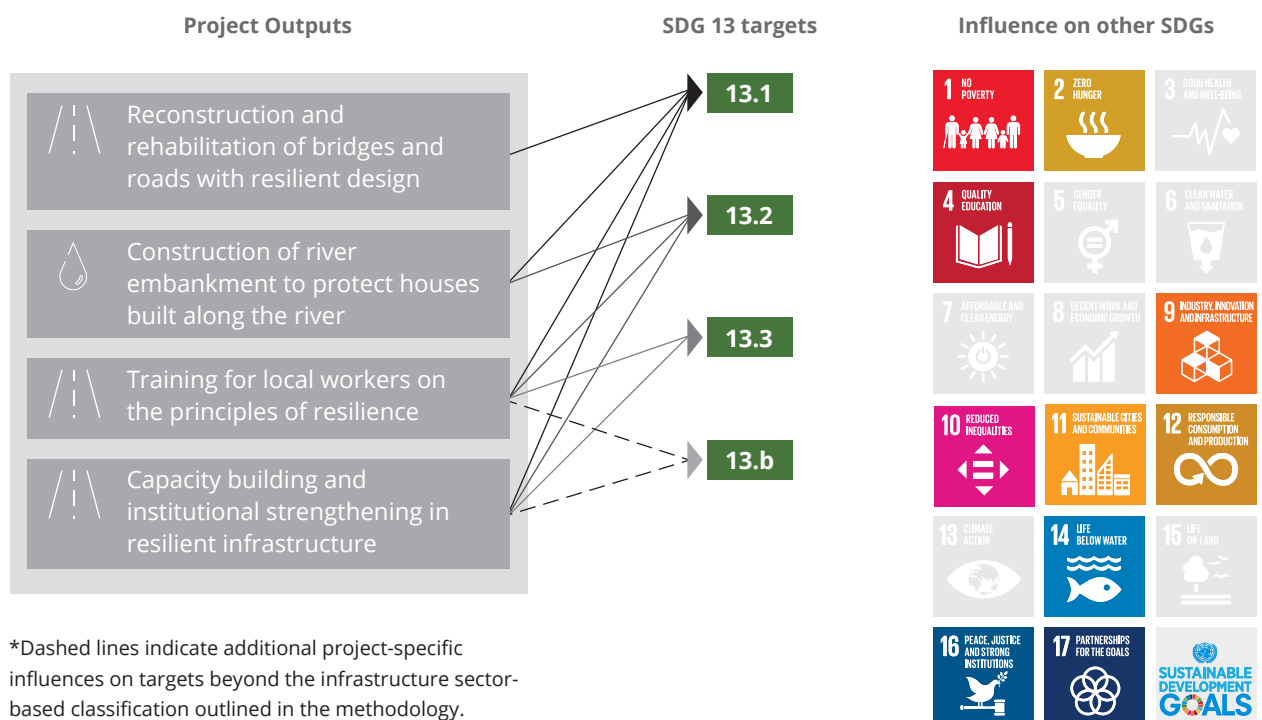 Project Outputs
SDG 13 targets
Influence on other SDGs
Reconstruction and
rehabilitation of bridges and
roads with resilient design
Construction of river
embankment to protect houses
built along the river
Training for local workers on
the principles of resilience
Capacity building and
institutional strengthening in
resilient infrastructure
13.1
13.2
13.3
13.b
1 NO
POVERTY
2 ZERO
HUNGER
3 GOOD HEALTH
AND WELL-BEING
4 QUALITY
EDUCATION
5 GENDER
EQUALITY
6 CLEAN WATER
AND SANITATION
7 AFFORDABLE AND
CLEAN ENERGY
8 DECENT WORK AND
ECONOMIC GROWTH
9 INDUSTRY, INNOVATION
AND INFRASTRUCTURE
10 REDUCED
INEQUALITIES
11 SUSTAINABLE CITIES
AND COMMUNITIES
12 RESPONSIBLE
CONSUMPTION
AND PRODUCTION
13 CLIMATE
ACTION
14 LIFE
BELOW WATER
15 LIFE
ON LAND
16 PEACE, JUSTICE
AND STRONG
INSTITUTIONS
17 PARTNERSHIPS
FOR THE GOALS
SUSTAINABLE
DEVELOPMENT
GOALS
*Dashed lines indicate additional project-specific
influences on targets beyond the infrastructure sector-
based classification outlined in the methodology.